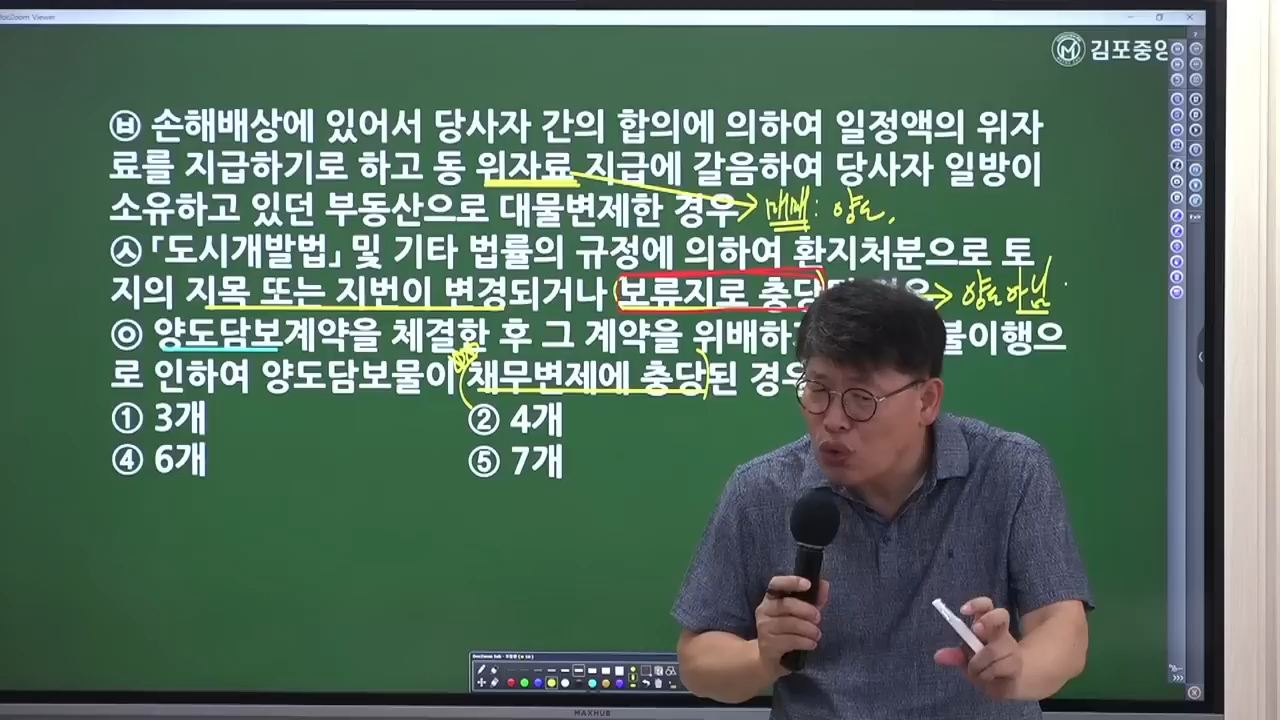 DocZoom Viewer
김포중앙
㉥ 손해배상에 있어서 당사자 간의 합의에 의하여 일정액의 위자
료를 지급하기로 하고 동 위자료 지급에 갈음하여 당사자 일방이
소유하고 있던 부동산으로 대물변제한 경우 매매: 양도.
㉦ 「도시개발법」 및 기타 법률의 규정에 의하여 환지처분으로 토
지의 지목 또는 지번이 변경되거나 보류지로 충당 양도 아님
㉧ 양도담보계약을 체결한 후 그 계약을 위배하 불이행으
로 인하여 양도담보물이 채무변제에 충당된 경우
① 3개 ② 4개
④ 6개 ⑤ 7개
MAXHUB